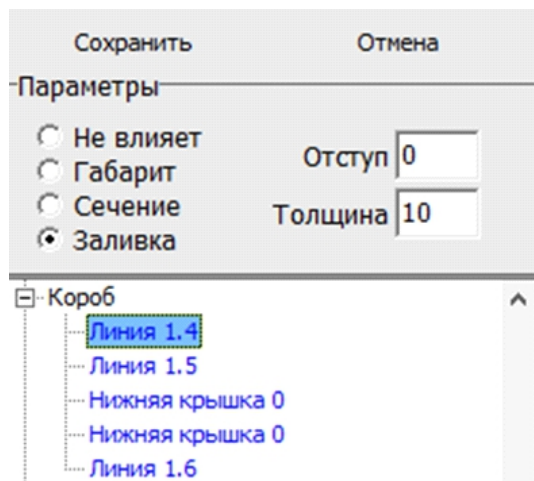 Сохранить Отмена
Параметры
Не влияет
Габарит
Сечение
Заливка
Отступ 0
Толщина 10
Короб
Линия 1.4
Линия 1.5
Нижняя крышка 0
Нижняя крышка 0
Линия 1.6